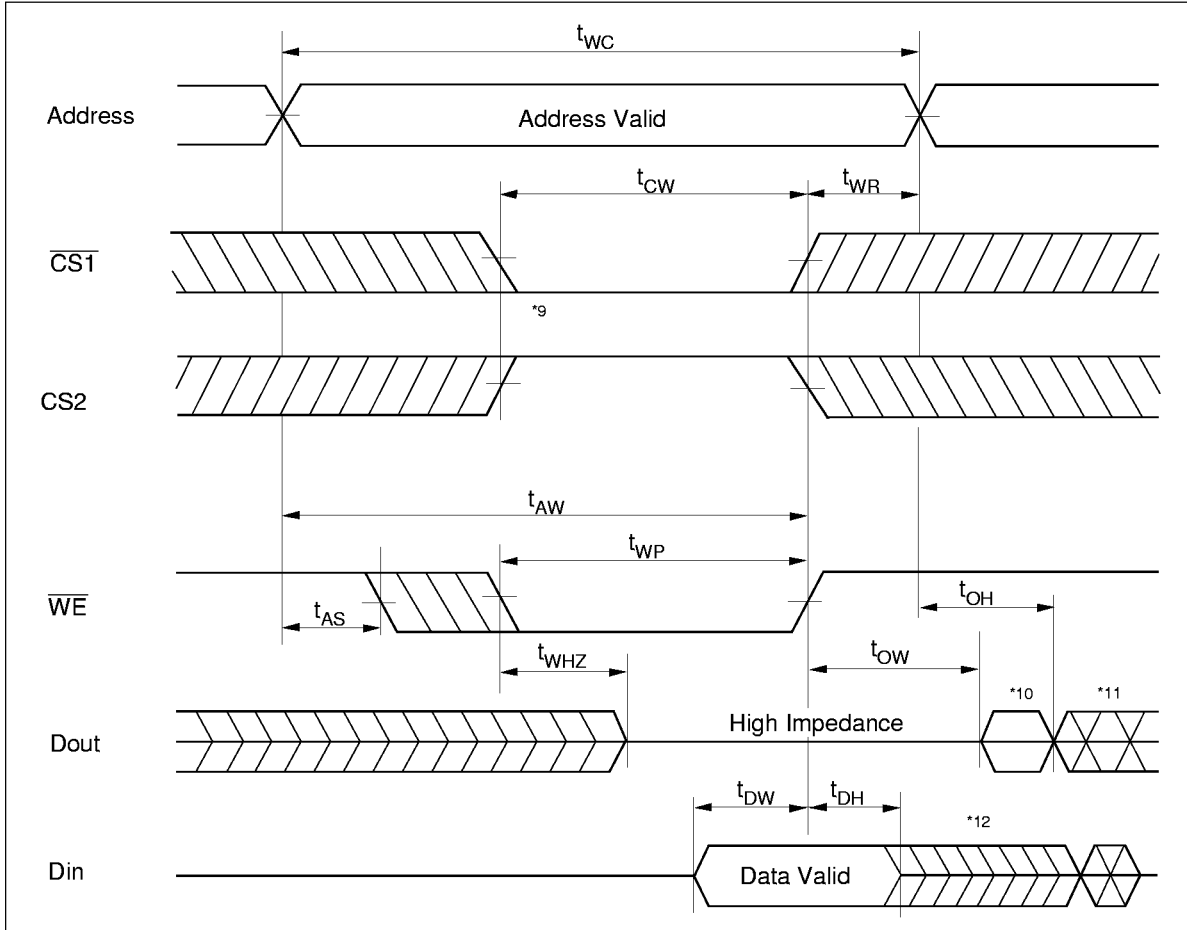 tWC
Address
Address Valid
tCW
tWR
CS1
*9
CS2
tAW
tWP
WE
tAS
tOH
tWHZ
tOW
*10
*11
Dout
High Impedance
tDW
tDH
*12
Din
Data Valid